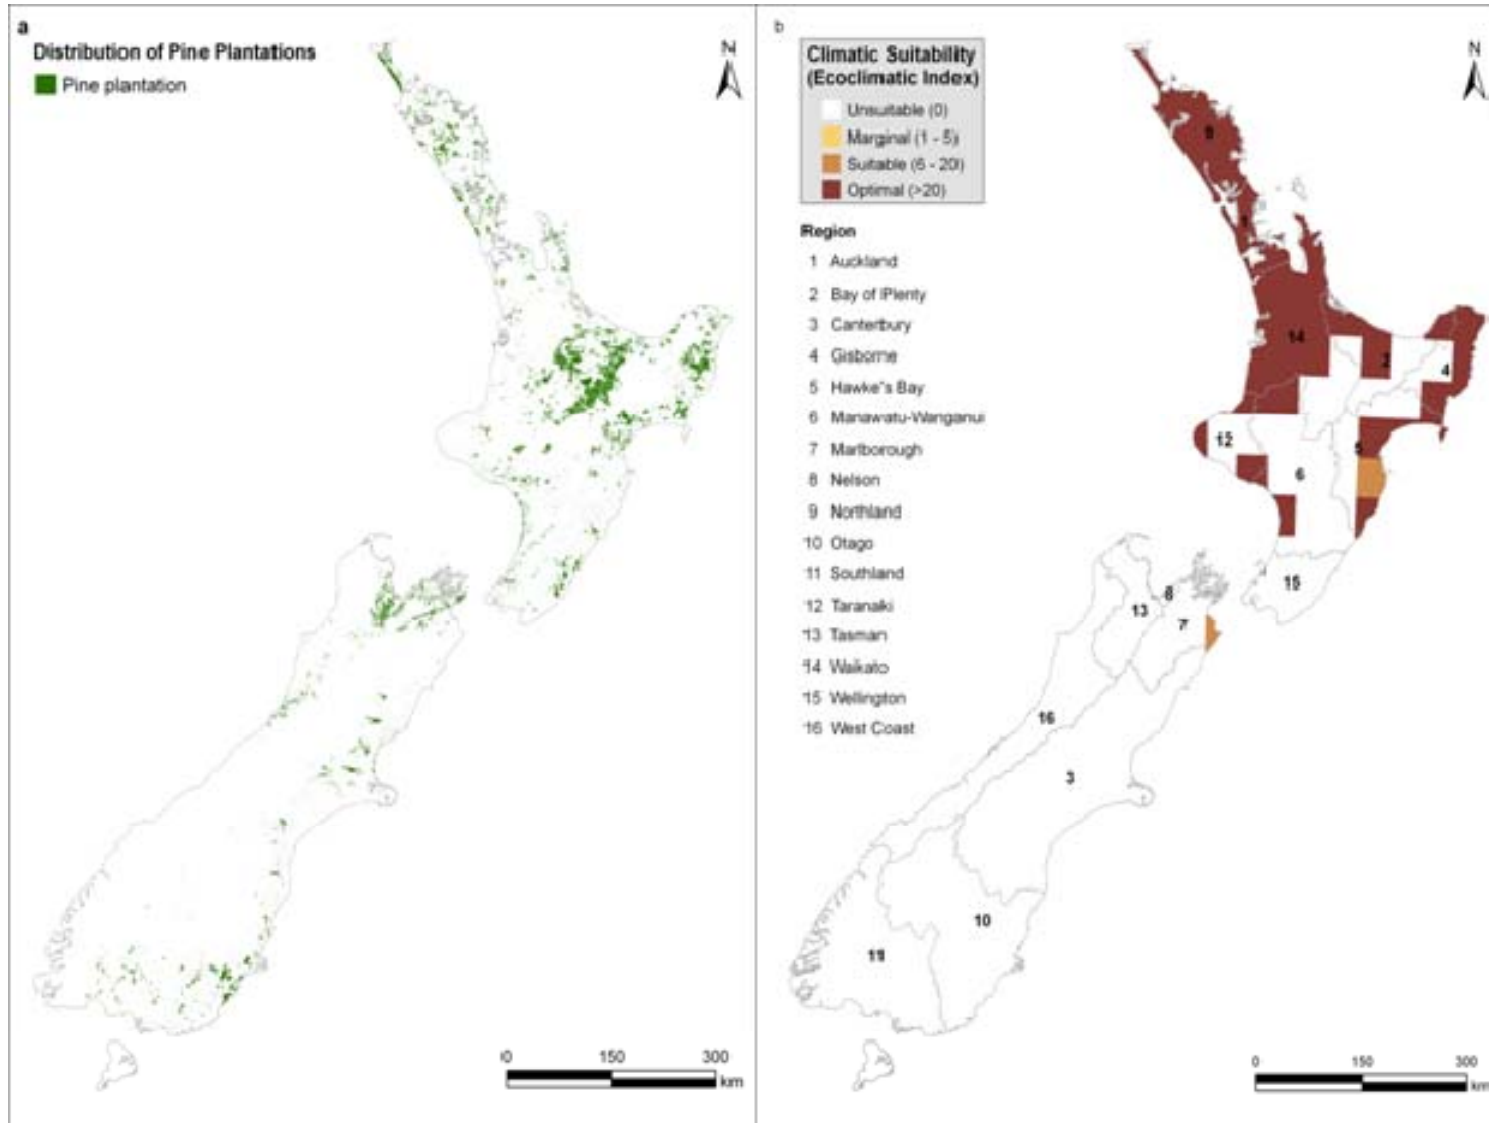 a
Distribution of Pine Plantations
Pine plantation
N
0 150 300
km
b
Climatic Suitability
(Ecoclimatic Index)
Unsuitable (0)
Marginal (1 - 5)
Suitable (6 - 20)
Optimal (>20)
N
Region
1 Auckland
2 Bay of Plenty
3 Canterbury
4 Gisborne
5 Hawke"s Bay
6 Manawatu-Wanganui
7 Marlborough
8 Nelson
9 Northland
10 Otago
11 Southland
12 Taranaki
13 Tasman
14 Waikato
15 Wellington
16 West Coast
9
1
14
2
4
12
5
6
15
8
13
7
16
3
10
11
0 150 300
km